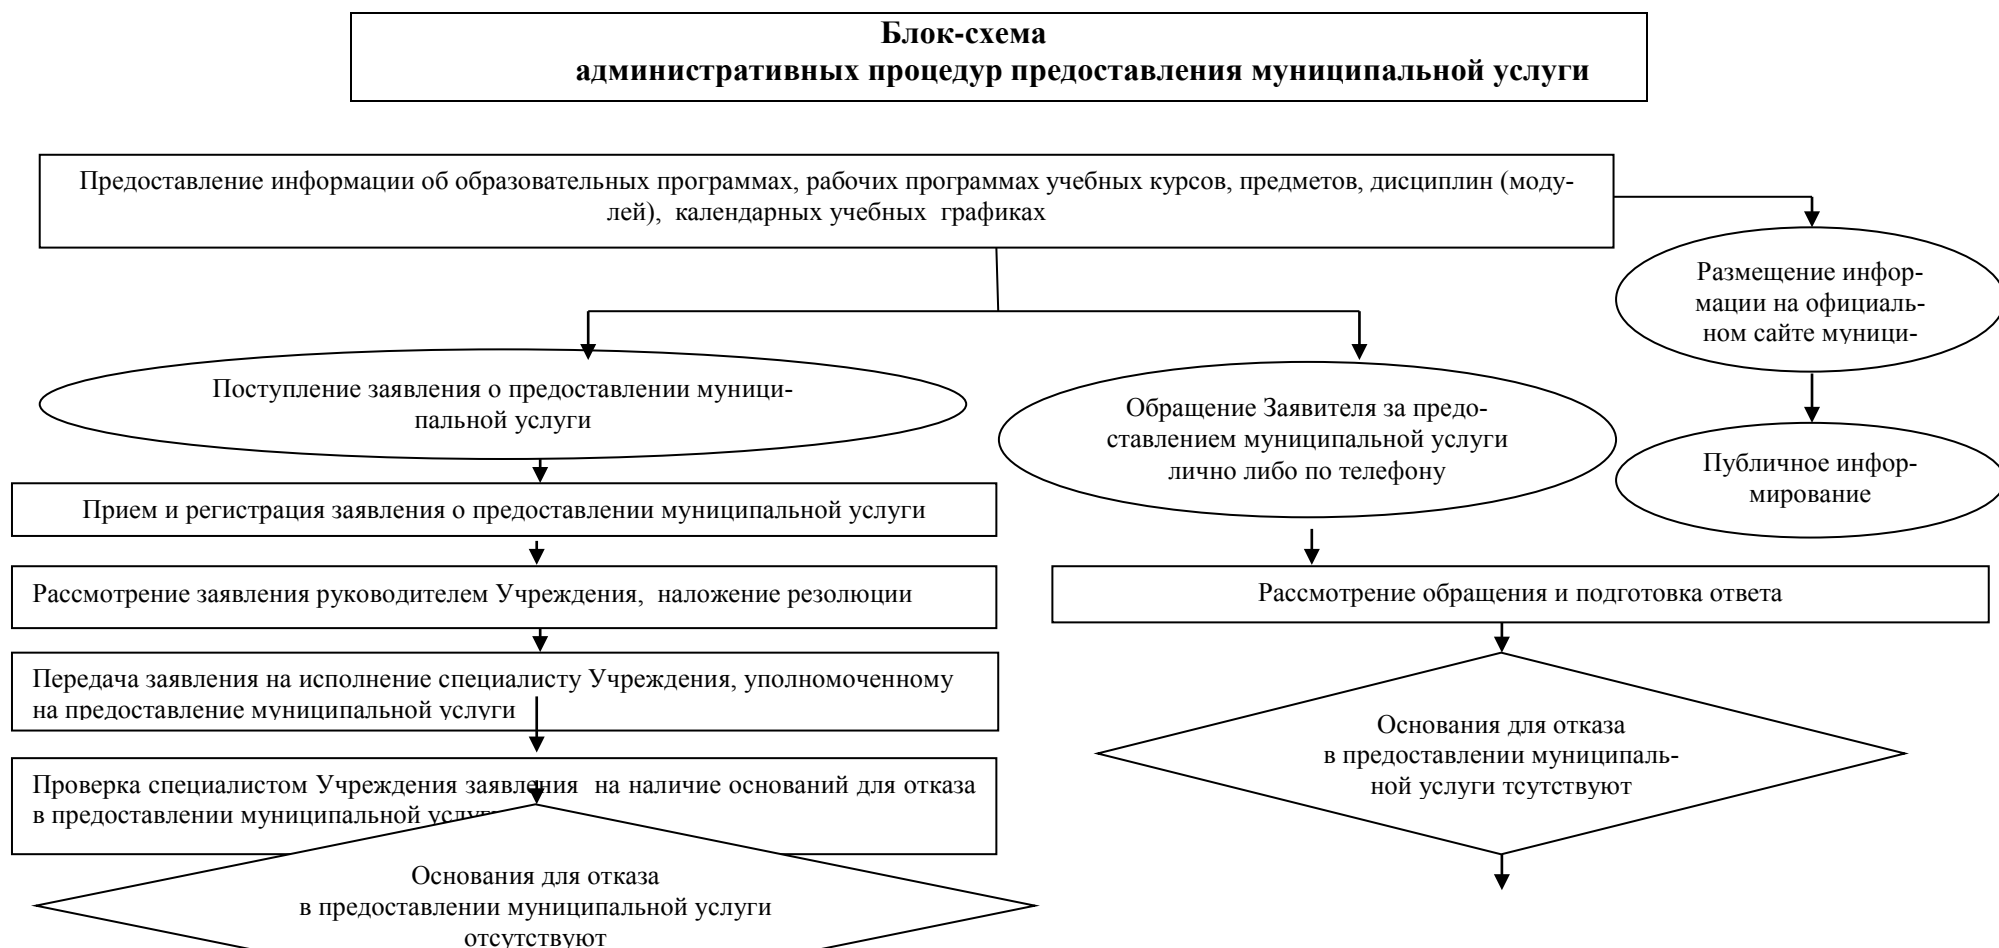 Блок-схема
административных процедур предоставления муниципальной услуги
Предоставление информации об образовательных программах, рабочих программах учебных курсов, предметов, дисциплин (моду-
лей), календарных учебных графиках
Размещение инфор-
мации на официаль-
ном сайте муници-
Поступление заявления о предоставлении муници-
пальной услуги
Обращение Заявителя за предо-
ставлением муниципальной услуги
лично либо по телефону
Публичное инфор-
мирование
Прием и регистрация заявления о предоставлении муниципальной услуги
Рассмотрение заявления руководителем Учреждения, наложение резолюции
Рассмотрение обращения и подготовка ответа
Передача заявления на исполнение специалисту Учреждения, уполномоченному
на предоставление муниципальной услуги
Основания для отказа
в предоставлении муниципаль-
ной услуги тсутствуют
Проверка специалистом Учреждения заявления на наличие оснований для отказа
в предоставлении муниципальной услуги
Основания для отказа
в предоставлении муниципальной услуги
отсутствуют